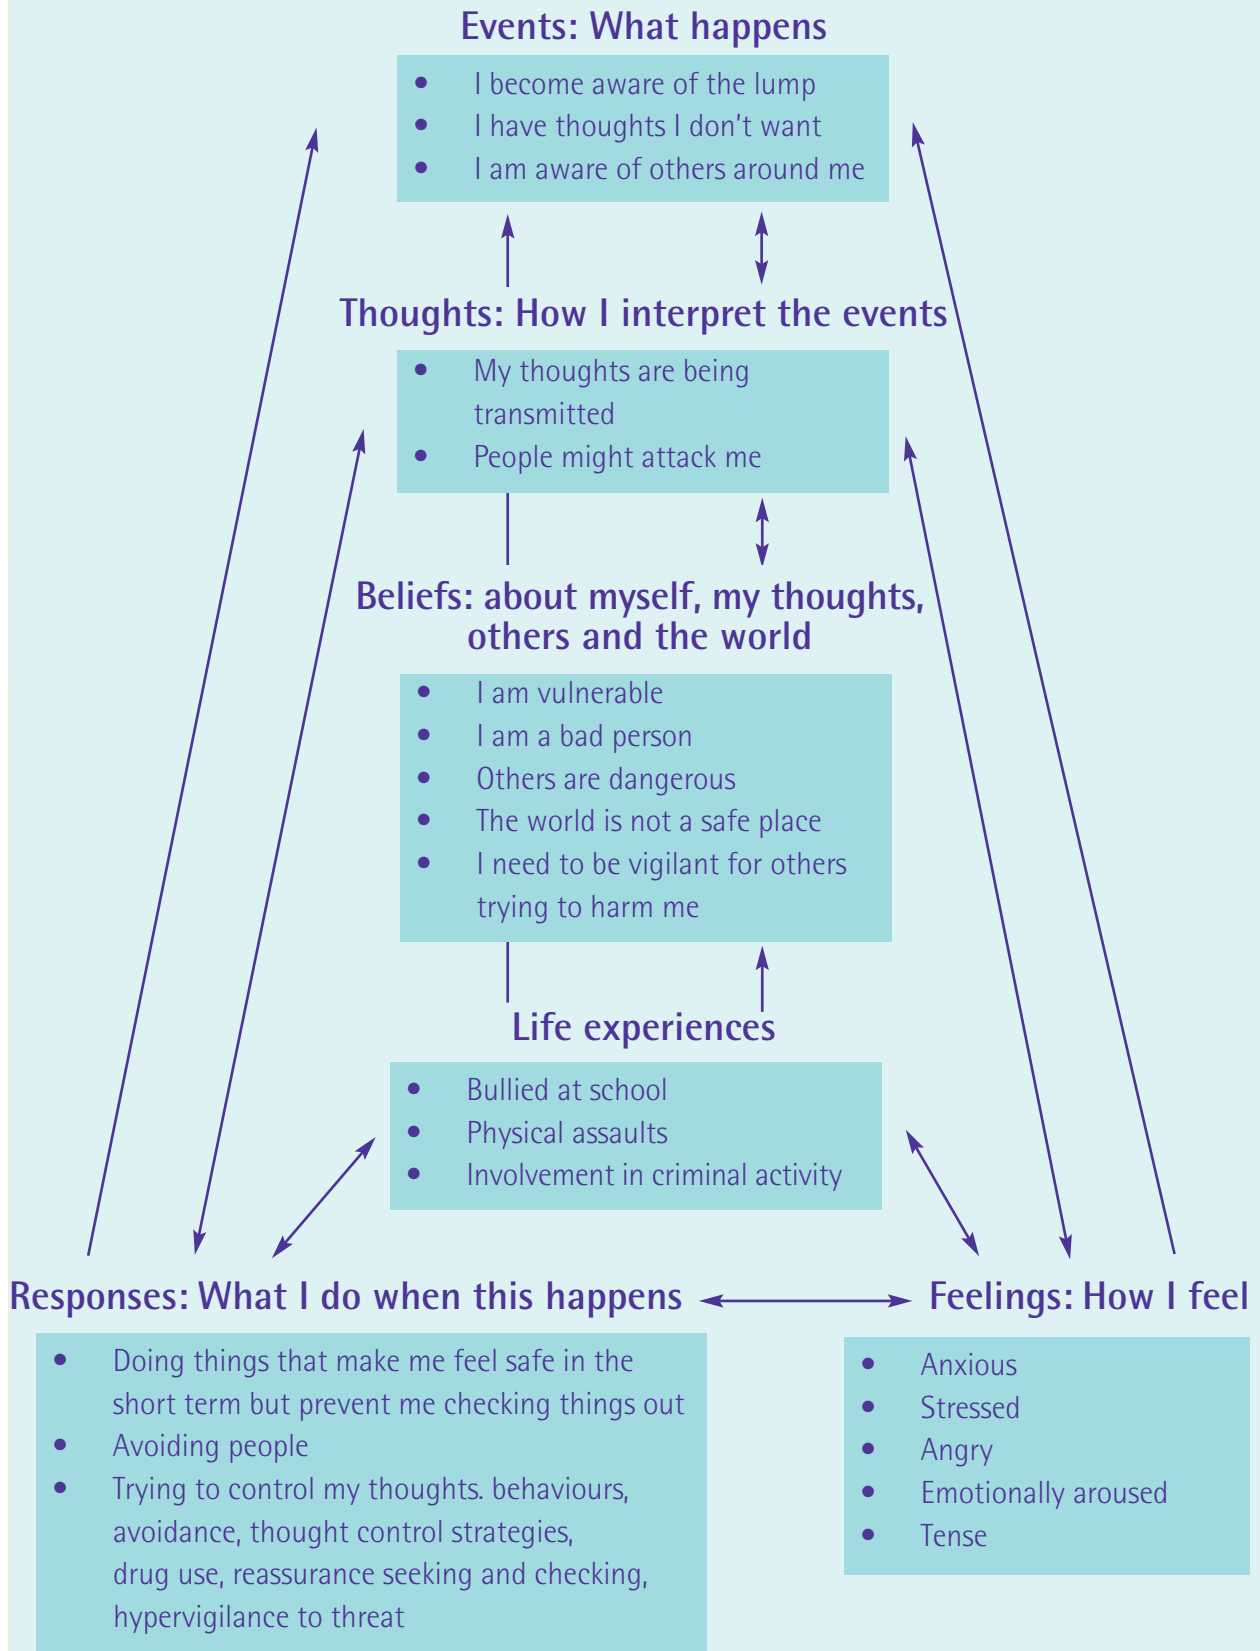 Events: What happens
• I become aware of the lump
• I have thoughts I don't want
• I am aware of others around me
Thoughts: How I interpret the events
• My thoughts are being
transmitted
• People might attack me
Beliefs: about myself, my thoughts,
others and the world
• I am vulnerable
• I am a bad person
• Others are dangerous
• The world is not a safe place
• I need to be vigilant for others
trying to harm me
Life experiences
• Bullied at school
• Physical assaults
• Involvement in criminal activity
Responses: What I do when this happens
• Doing things that make me feel safe in the
short term but prevent me checking things out
• Avoiding people
• Trying to control my thoughts. behaviours,
avoidance, thought control strategies,
drug use, reassurance seeking and checking,
hypervigilance to threat
Feelings: How I feel
• Anxious
• Stressed
• Angry
• Emotionally aroused
• Tense